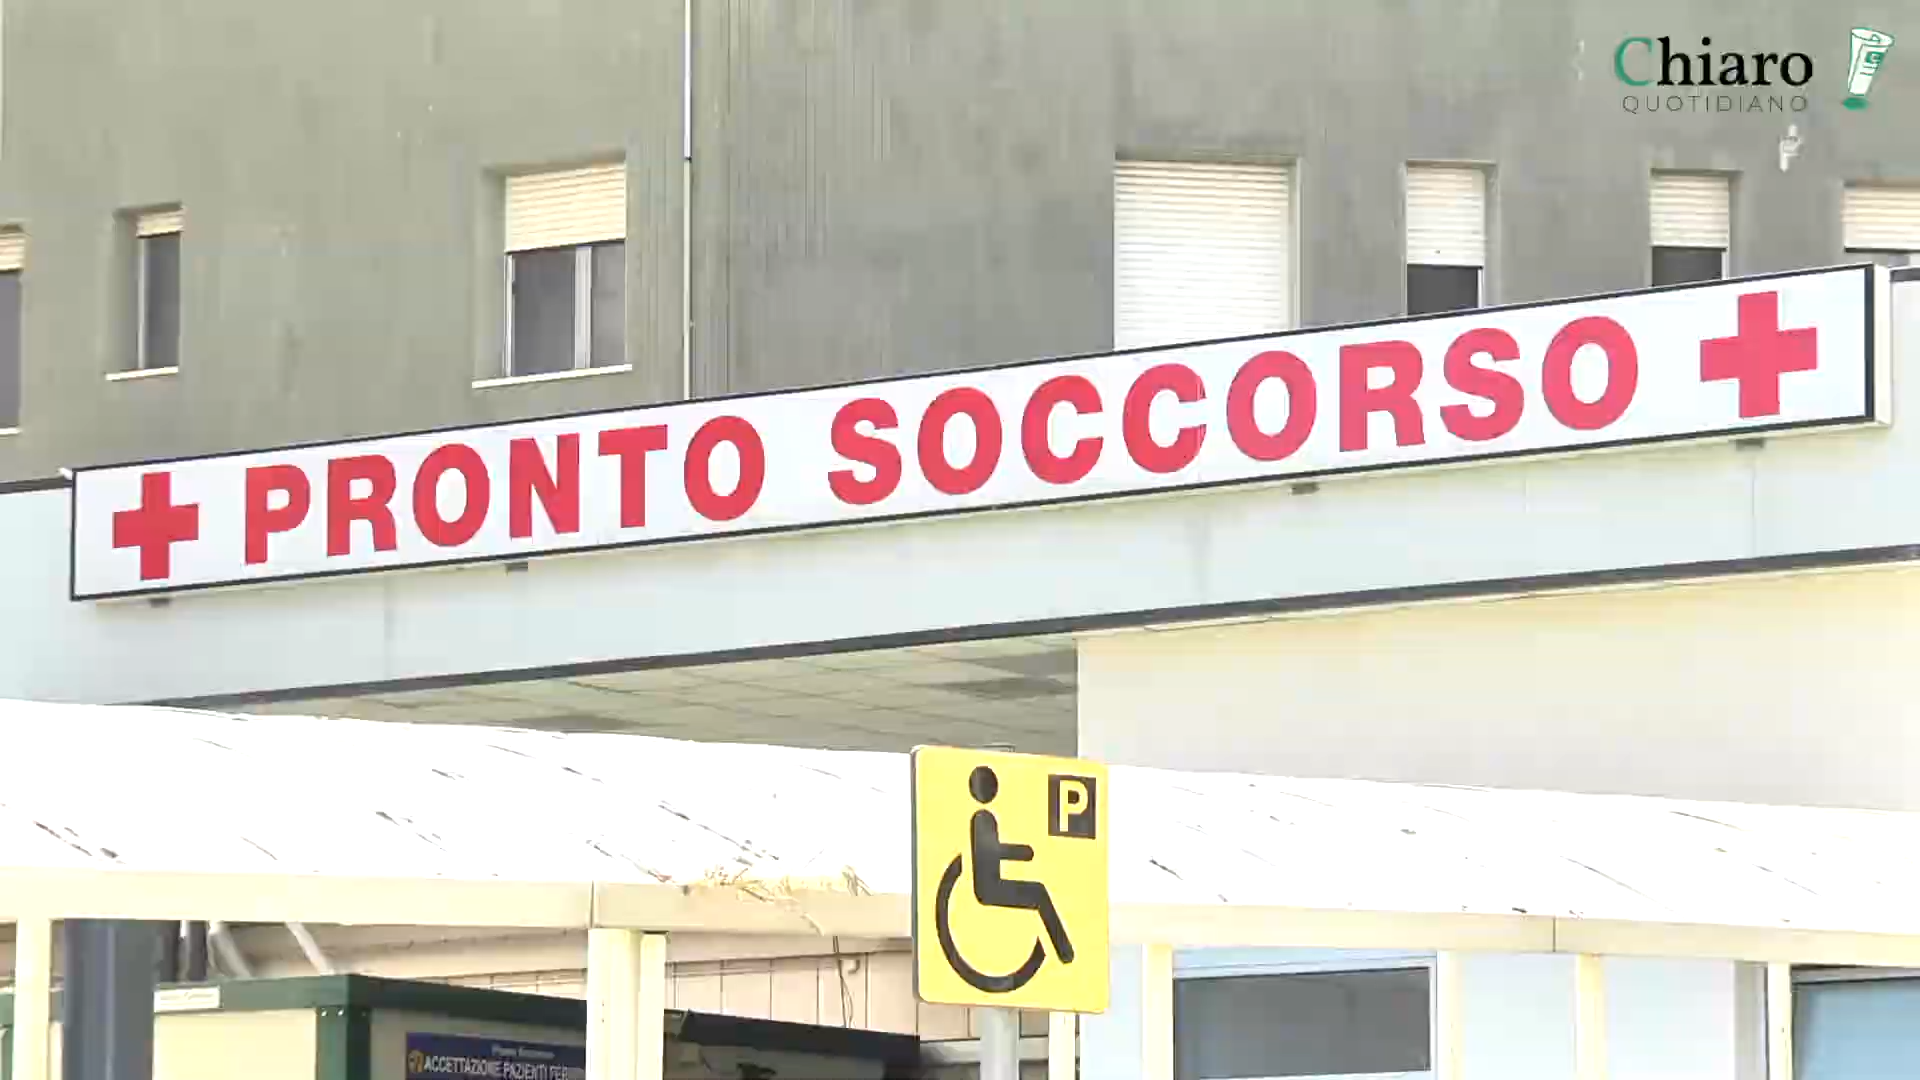 Chiaro
QUOTIDIANO
+ PRONTO SOCCORSO +
P
ACCETTAZIONE PAZIENTI